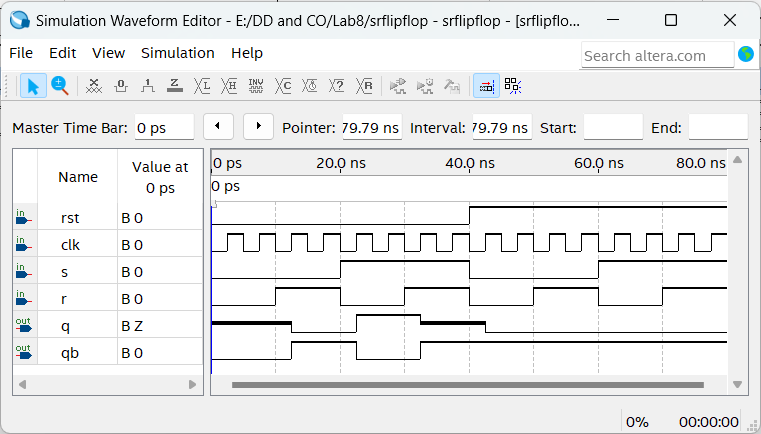 Simulation Waveform Editor - E:/DD and CO/Lab8/srflipflop - srflipflop - [srflipflo...
File Edit View Simulation Help
Search altera.com
Master Time Bar: 0 ps Pointer: 79.79 ns Interval: 79.79 ns Start: End:
Name Value at 0 ps
0 ps 20.0 ns 40.0 ns 60.0 ns 80.0 ns
0 ps
in rst B 0
in clk B 0
in s B 0
in r B 0
out q B Z
out qb B 0
0% 00:00:00